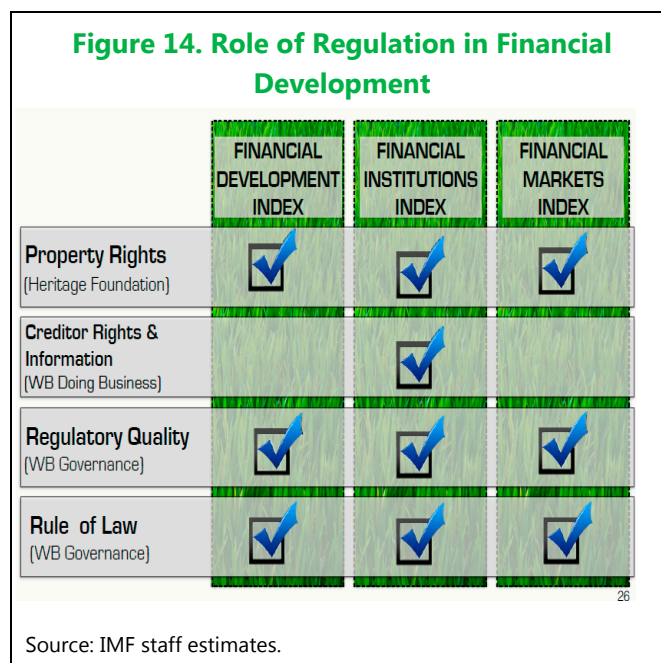 Figure 14. Role of Regulation in Financial
Development
FINANCIAL
DEVELOPMENT
INDEX
FINANCIAL
INSTITUTIONS
INDEX
FINANCIAL
MARKETS
INDEX
Property Rights
(Heritage Foundation)
Creditor Rights &
Information
(WB Doing Business)
Regulatory Quality
(WB Governance)
Rule of Law
(WB Governance)
26
Source: IMF staff estimates.